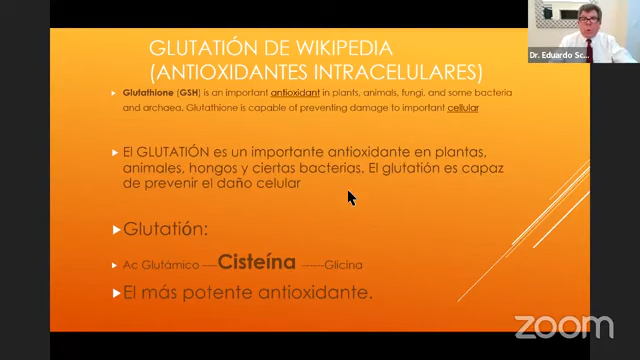 GLUTATIÓN DE WIKIPEDIA
(ANTIOXIDANTES INTRACELULARES)
Glutathione (GSH) is an important antioxidant in plants, animals, fungi, and some bacteria
and archaea. Glutathione is capable of preventing damage to important cellular
El GLUTATIÓN es un importante antioxidante en plantas,
animales, hongos y ciertas bacterias. El glutatión es capaz
de prevenir el daño celular
Glutatión:
Ac Glutámico ----Cisteína ------Glicina
El más potente antioxidante.
Dr. Eduardo Sc...
zoom